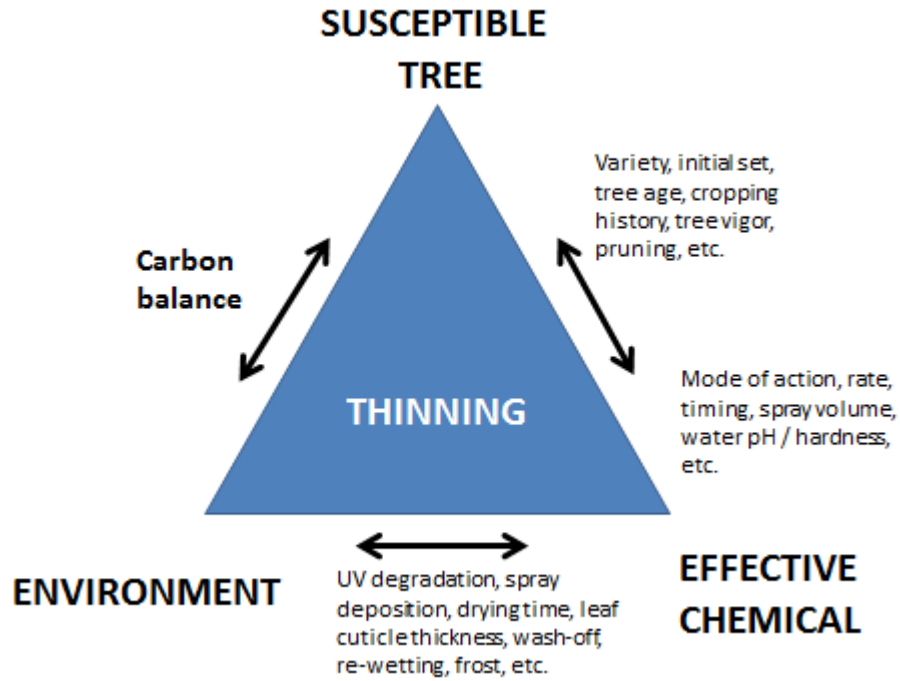 SUSCEPTIBLE
TREE
Variety, initial set,
tree age, cropping
history, tree vigor,
pruning, etc.
Carbon
balance
Mode of action, rate,
timing, spray volume,
water pH / hardness,
etc.
THINNING
ENVIRONMENT
UV degradation, spray
deposition, drying time, leaf
cuticle thickness, wash-off,
re-wetting, frost, etc.
EFFECTIVE
CHEMICAL